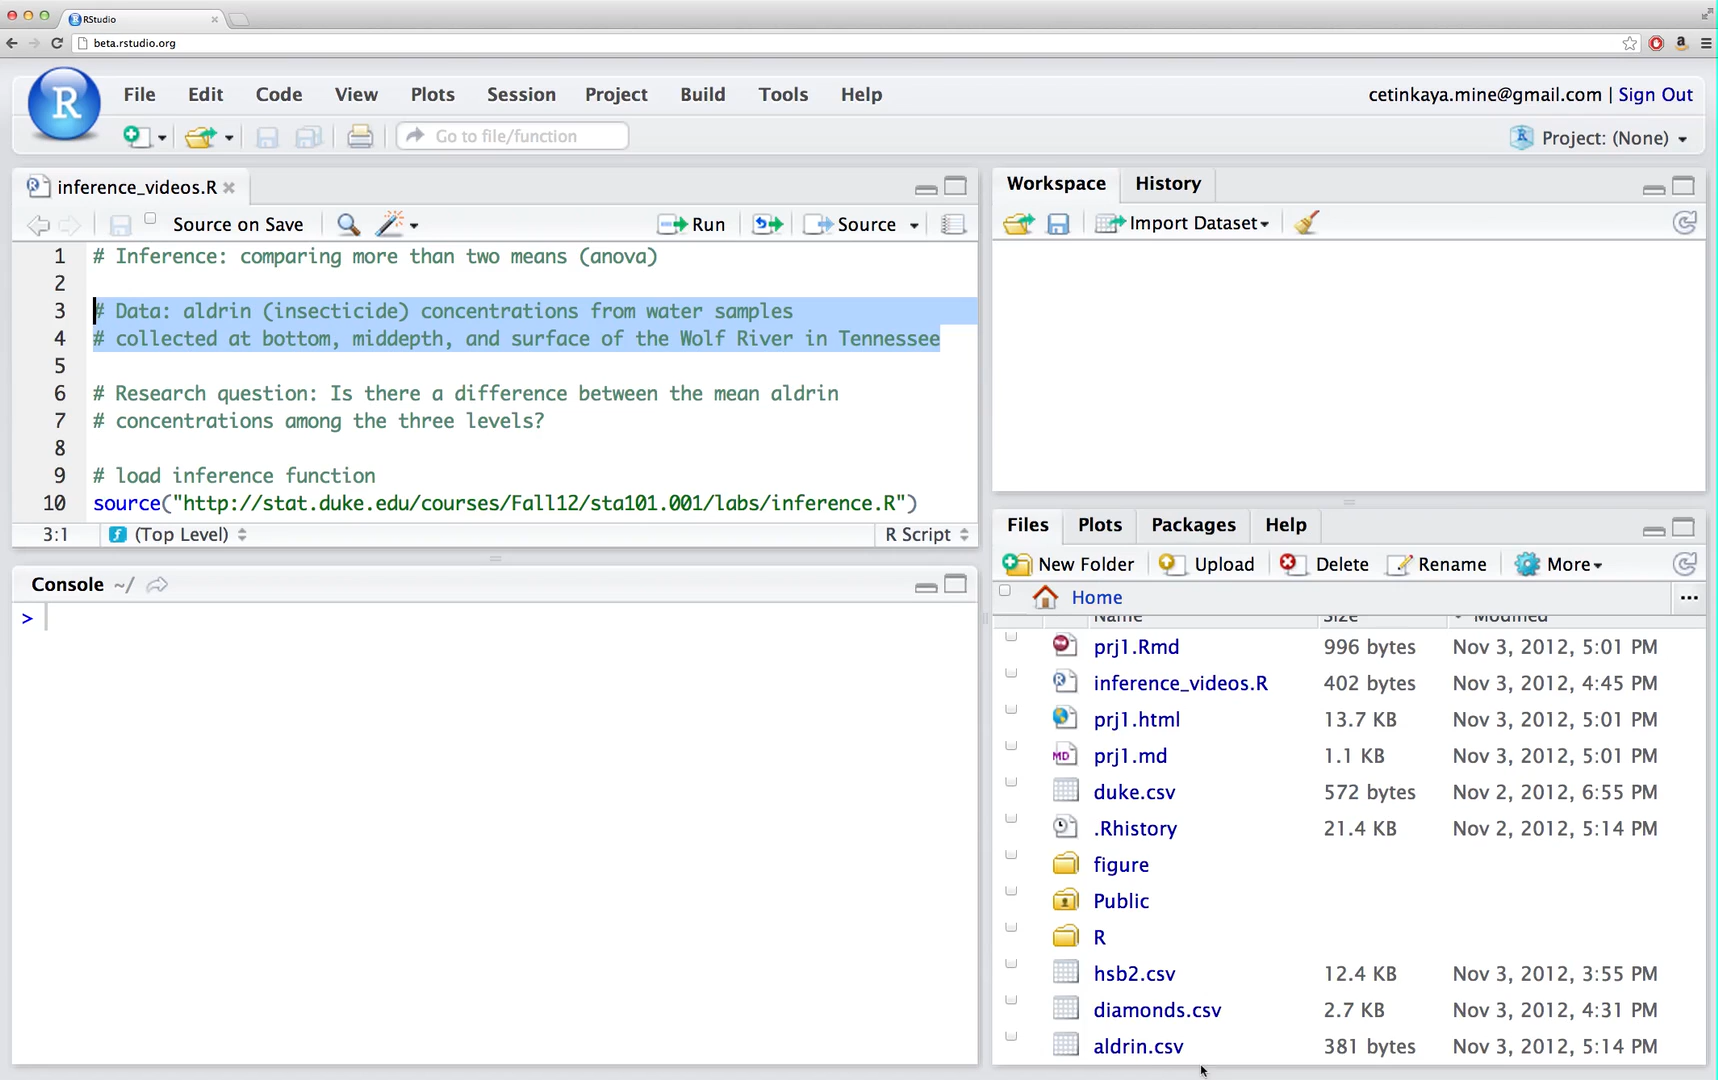 RStudio
beta.rstudio.org
File Edit Code View Plots Session Project Build Tools Help
cetinkaya.mine@gmail.com | Sign Out
Go to file/function
Project: (None)
inference_videos.R
Source on Save
Run
Source
1 # Inference: comparing more than two means (anova)
2
3 # Data: aldrin (insecticide) concentrations from water samples
4 # collected at bottom, middepth, and surface of the Wolf River in Tennessee
5
6 # Research question: Is there a difference between the mean aldrin
7 # concentrations among the three levels?
8
9 # load inference function
10 source("http://stat.duke.edu/courses/Fall12/sta101.001/labs/inference.R")
3:1 (Top Level) R Script
Console ~/
>
Workspace History
Import Dataset
Files Plots Packages Help
New Folder Upload Delete Rename More
Home ...
Name Size Modified
prj1.Rmd 996 bytes Nov 3, 2012, 5:01 PM
inference_videos.R 402 bytes Nov 3, 2012, 4:45 PM
prj1.html 13.7 KB Nov 3, 2012, 5:01 PM
MD prj1.md 1.1 KB Nov 3, 2012, 5:01 PM
duke.csv 572 bytes Nov 2, 2012, 6:55 PM
.Rhistory 21.4 KB Nov 2, 2012, 5:14 PM
figure
Public
R
hsb2.csv 12.4 KB Nov 3, 2012, 3:55 PM
diamonds.csv 2.7 KB Nov 3, 2012, 4:31 PM
aldrin.csv 381 bytes Nov 3, 2012, 5:14 PM